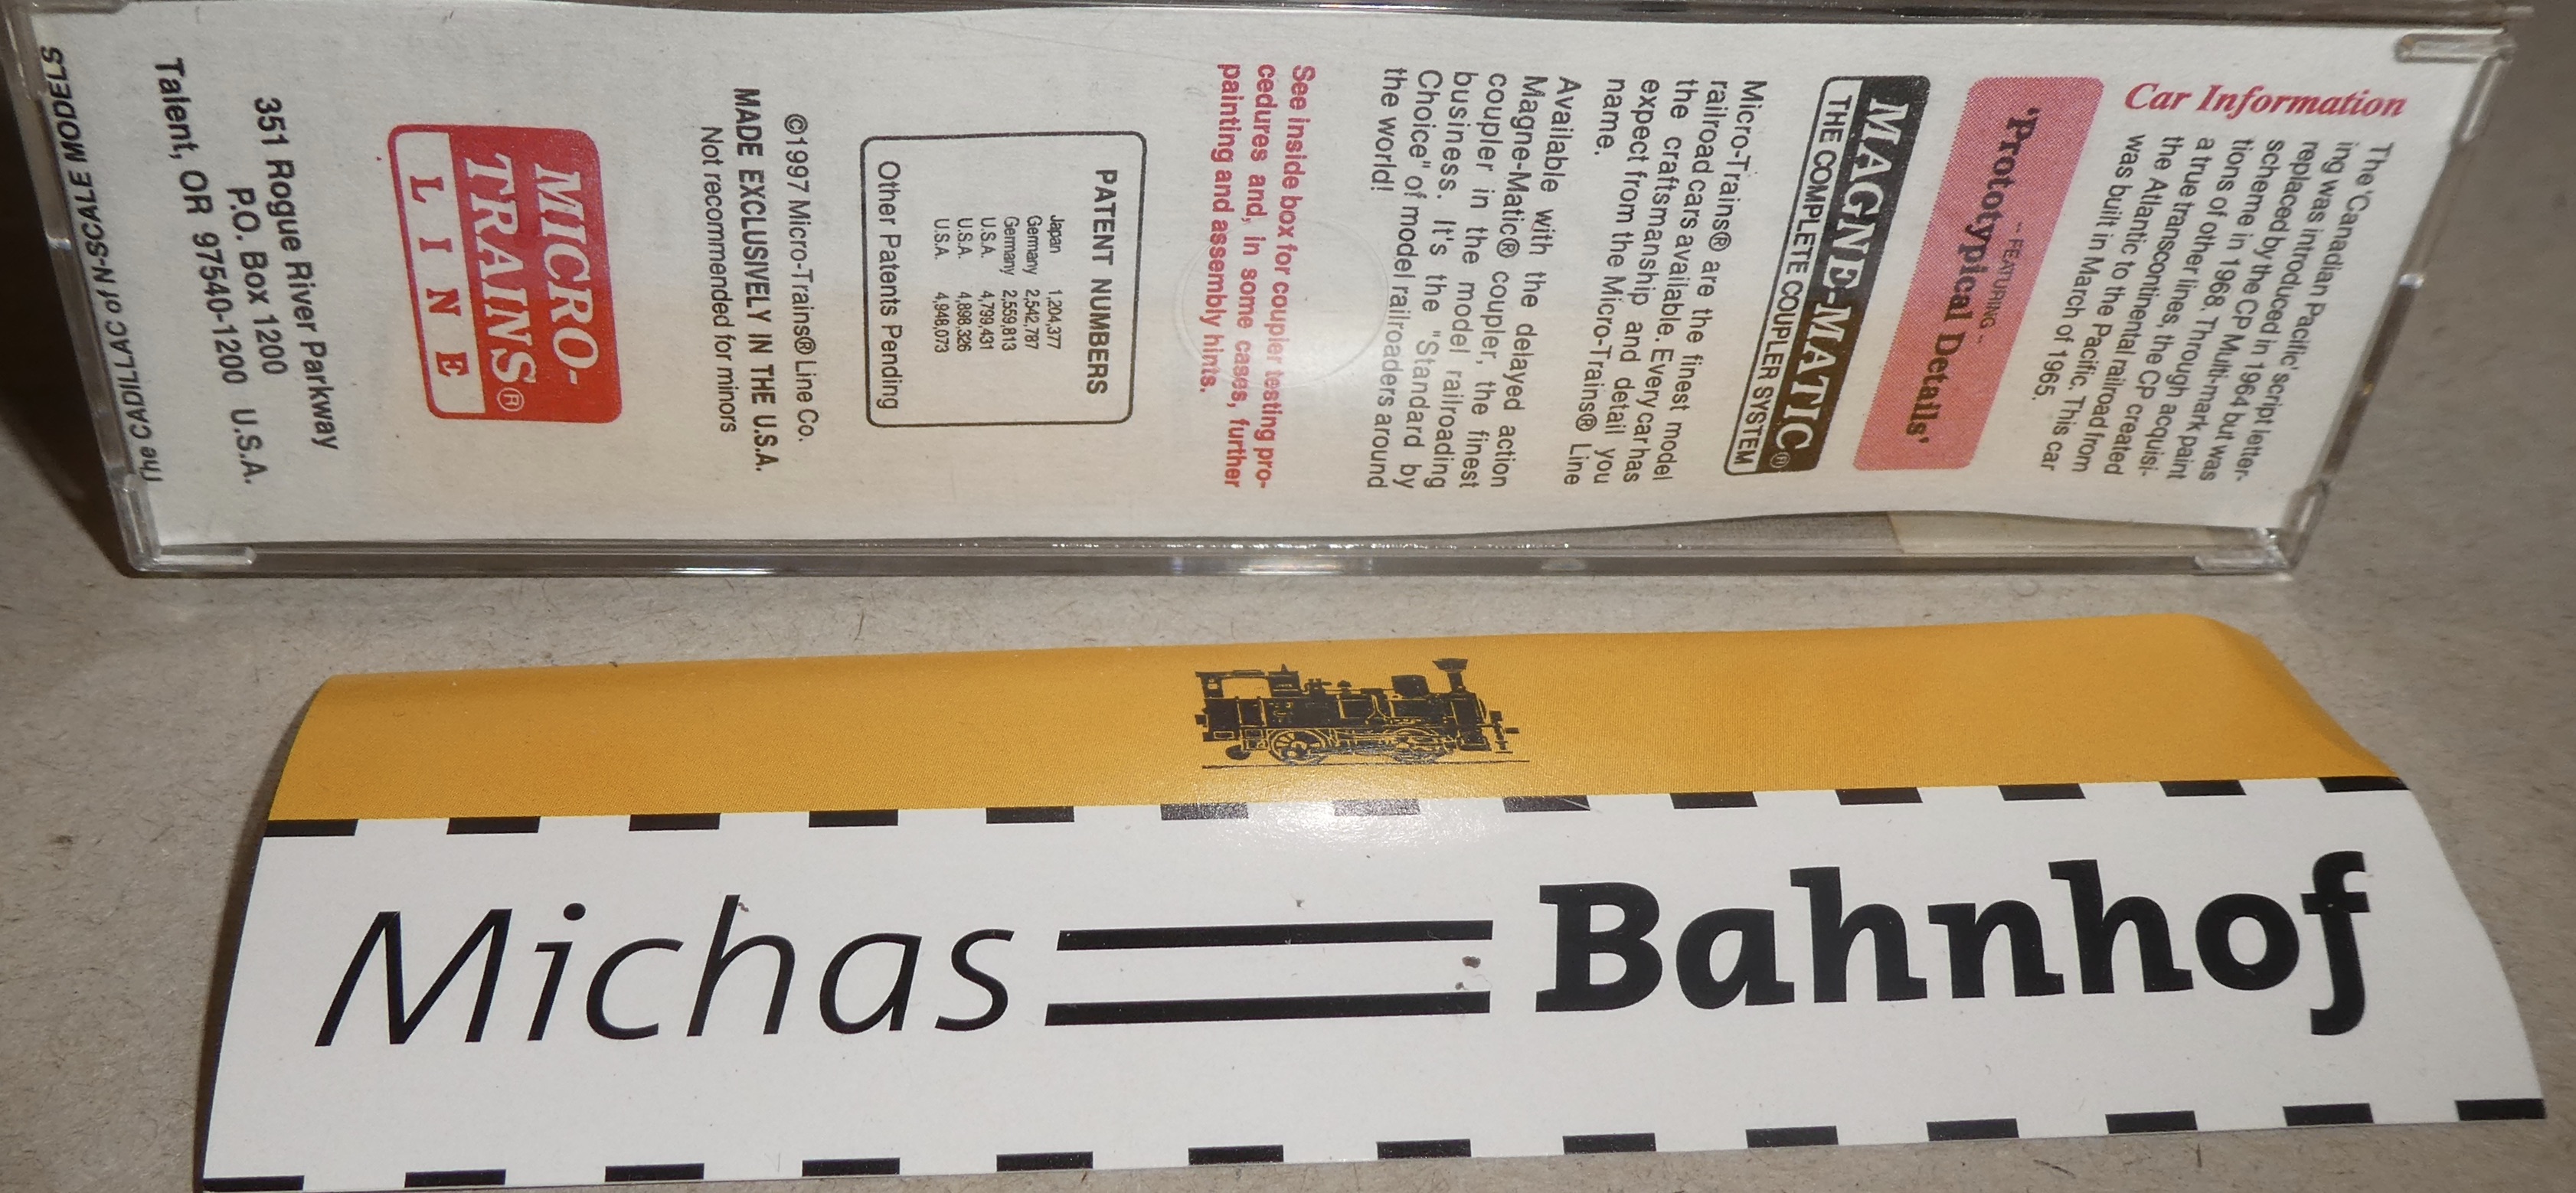 Car Information
The 'Canadian Pacific' script letter-
ing was introduced in 1964 but was
replaced by the CP Multi-mark paint
scheme in 1968. Through acquisi-
tions of other lines, the CP created
a true transcontinental railroad from
the Atlantic to the Pacific. This car
was built in March of 1965.
-- FEATURING --
'Prototypical Details'
MAGNE-MATIC®
THE COMPLETE COUPLER SYSTEM
Micro-Trains® are the finest model
railroad cars available. Every car has
the craftsmanship and detail you
expect from the Micro-Trains® Line
name.
Available with the delayed action
Magne-Matic® coupler, the finest
coupler in the model railroading
business. It's the "Standard by
Choice" of model railroaders around
the world!
See inside box for coupler testing pro-
cedures and, in some cases, further
painting and assembly hints.
PATENT NUMBERS
Japan 1,204,377
Germany 2,542,787
Germany 2,559,813
U.S.A. 4,799,431
U.S.A. 4,898,326
U.S.A. 4,948,073
Other Patents Pending
©1997 Micro-Trains® Line Co.
MADE EXCLUSIVELY IN THE U.S.A.
Not recommended for minors
MICRO-
TRAINS®
LINE
351 Rogue River Parkway
P.O. Box 1200
Talent, OR 97540-1200 U.S.A.
The CADILLAC of N-SCALE MODELS
Michas Bahnhof